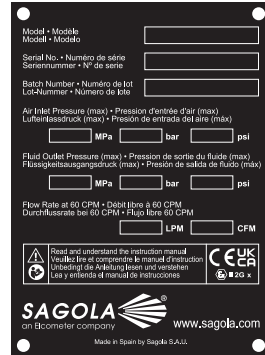 Model • Modèle
Modell • Modelo
Serial No. • Numéro de série
Seriennummer • Nº de serie
Batch Number • Numéro de lot
Lot-Nummer • Número de lote
Air Inlet Pressure (max) • Pression d'entrée d'air (max)
Lufteinlassdruck (max) • Presión de entrada del aire (máx)
MPa bar psi
Fluid Outlet Pressure (max) • Pression de sortie du fluide (max)
Flüssigkeitsausgangsdruck (max) • Presión de salida de fluido (máx)
MPa bar psi
Flow Rate at 60 CPM • Débit libre à 60 CPM
Durchflussrate bei 60 CPM • Flujo libre 60 CPM
LPM CFM
Read and understand the instruction manual
Veuillez lire et comprendre le manuel d'instruction
Unbedingt die Anleitung lesen und verstehen
Lea y entienda el manual de instrucciones
CE UK CA
Ex II 2G x
SAGOLA
an Elcometer company
www.sagola.com
Made in Spain by Sagola S.A.U.